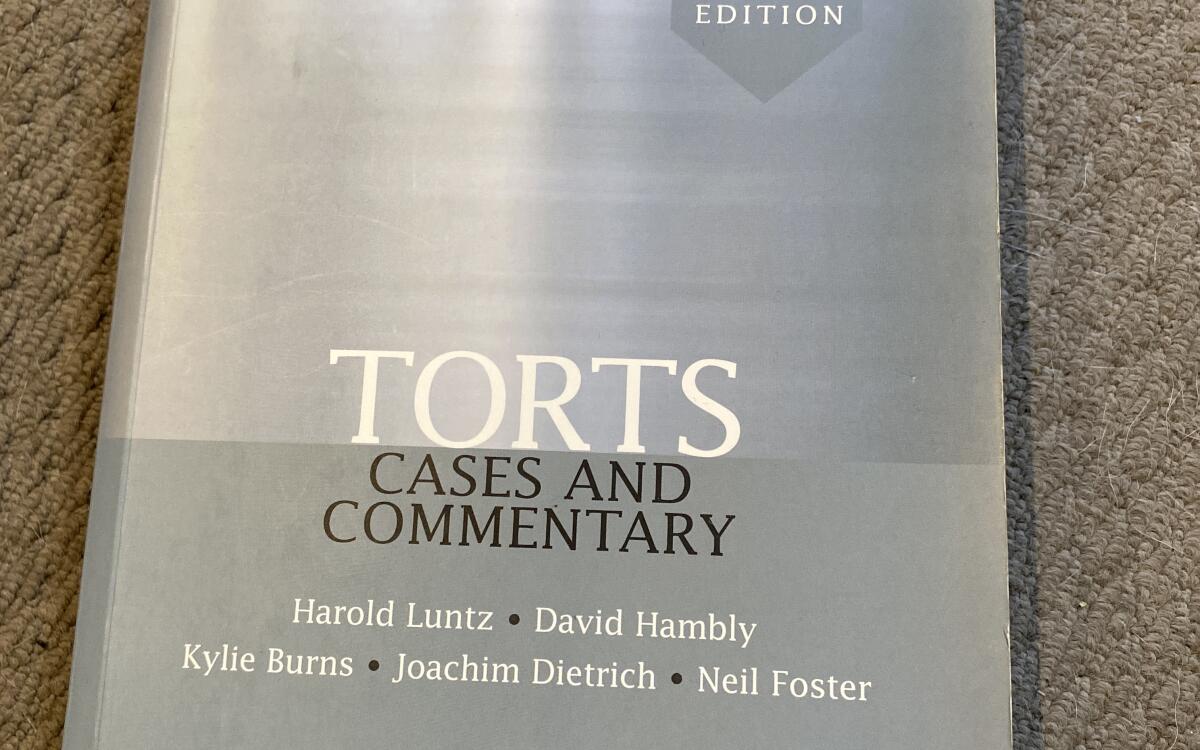 EDITION
TORTS
CASES AND
COMMENTARY
Harold Luntz • David Hambly
Kylie Burns • Joachim Dietrich • Neil Foster